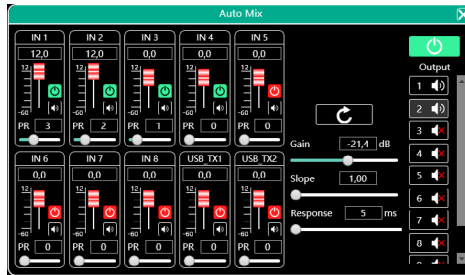 Auto Mix
IN 1 IN 2 IN 3 IN 4 IN 5
12,0 12,0 0,0 0,0 0,0
12 12 12 12 12
-60 -60 -60 -60 -60
PR 3 PR 2 PR 1 PR 0 PR 0
IN 6 IN 7 IN 8 USB_TX1 USB_TX2
0,0 0,0 0,0 0,0 0,0
12 12 12 12 12
-60 -60 -60 -60 -60
PR 0 PR 0 PR 0 PR 0 PR 0
Gain -21,4 dB
Slope 1,00
Response 5 ms
Output
1
2
3
4
5
6
7
8